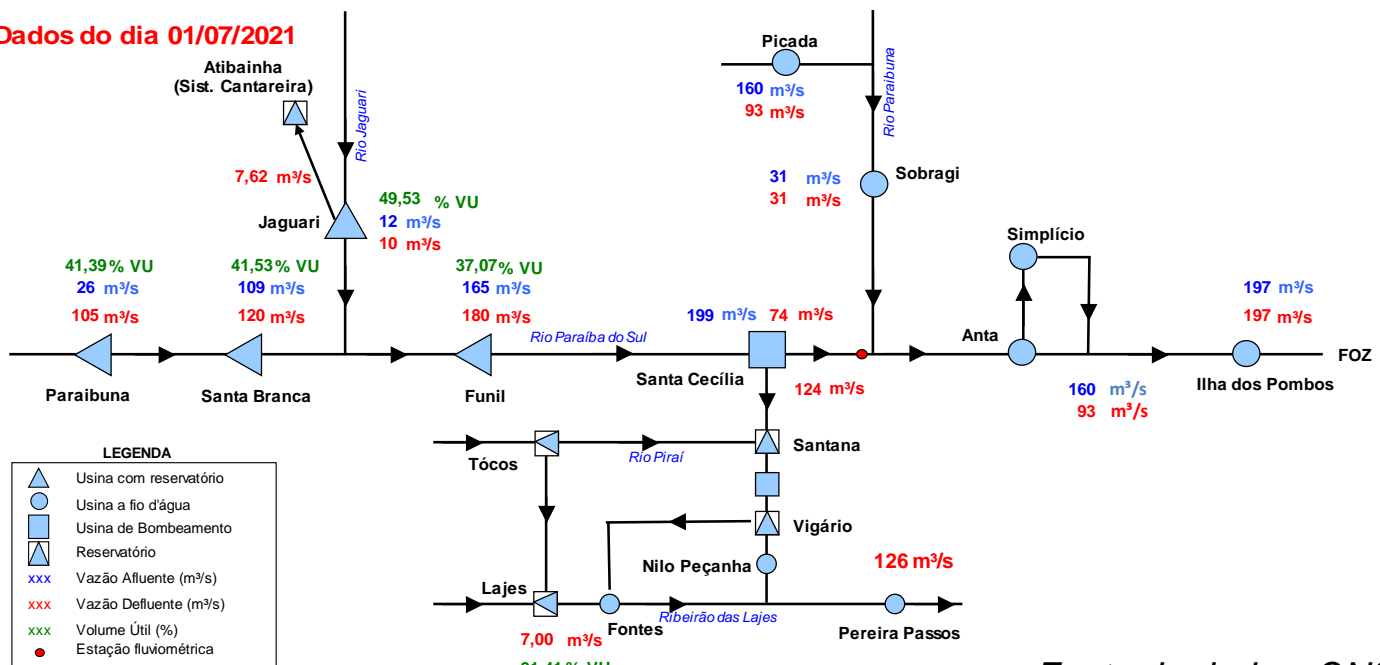 Dados do dia 01/07/2021
Atibainha
(Sist. Cantareira)
Rio Jaguari
7,62 m³/s
Jaguari
49,53 % VU
12 m³/s
10 m³/s
Picada
160 m³/s
93 m³/s
Rio Paraibuna
31 m³/s
31 m³/s
Sobragi
41,39% VU
26 m³/s
105 m³/s
Paraibuna
41,53% VU
109 m³/s
120 m³/s
Santa Branca
37,07% VU
165 m³/s
180 m³/s
Funil
Rio Paraíba do Sul
199 m³/s 74 m³/s
Santa Cecília
124 m³/s
Simplício
Anta
160 m³/s
93 m³/s
197 m³/s
197 m³/s
Ilha dos Pombos
FOZ
Tócos
Rio Piraí
Santana
Vigário
Nilo Peçanha
126 m³/s
Lajes
Fontes
Ribeirão das Lajes
Pereira Passos
7,00 m³/s
LEGENDA
Usina com reservatório
Usina a fio d'água
Usina de Bombeamento
Reservatório
xxx Vazão Afluente (m³/s)
xxx Vazão Defluente (m³/s)
xxx Volume Útil (%)
Estação fluviométrica